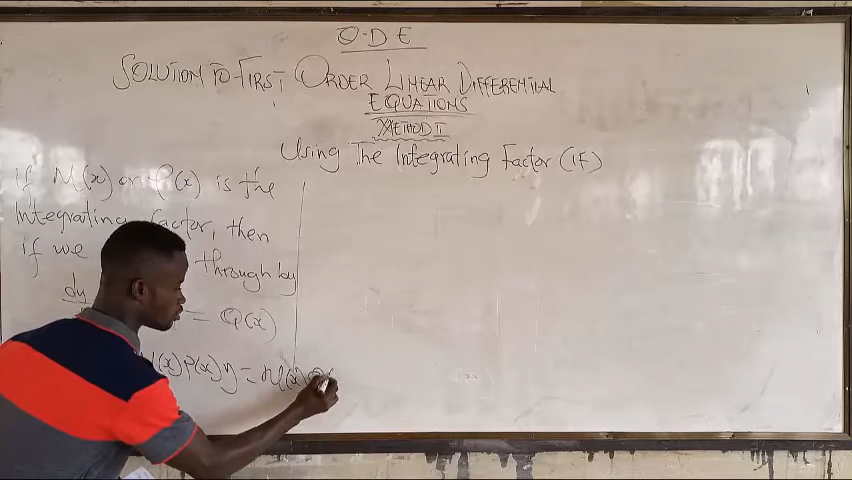 O.D.E
SOLUTION TO FIRST ORDER LINEAR DIFFERENTIAL
EQUATIONS
METHOD II
Using The Integrating Factor (IF)
if M(x) or P(x) is the
Integrating factor, then
if we through by
dy = Q(x)
M(x)P(x)y = M(x)